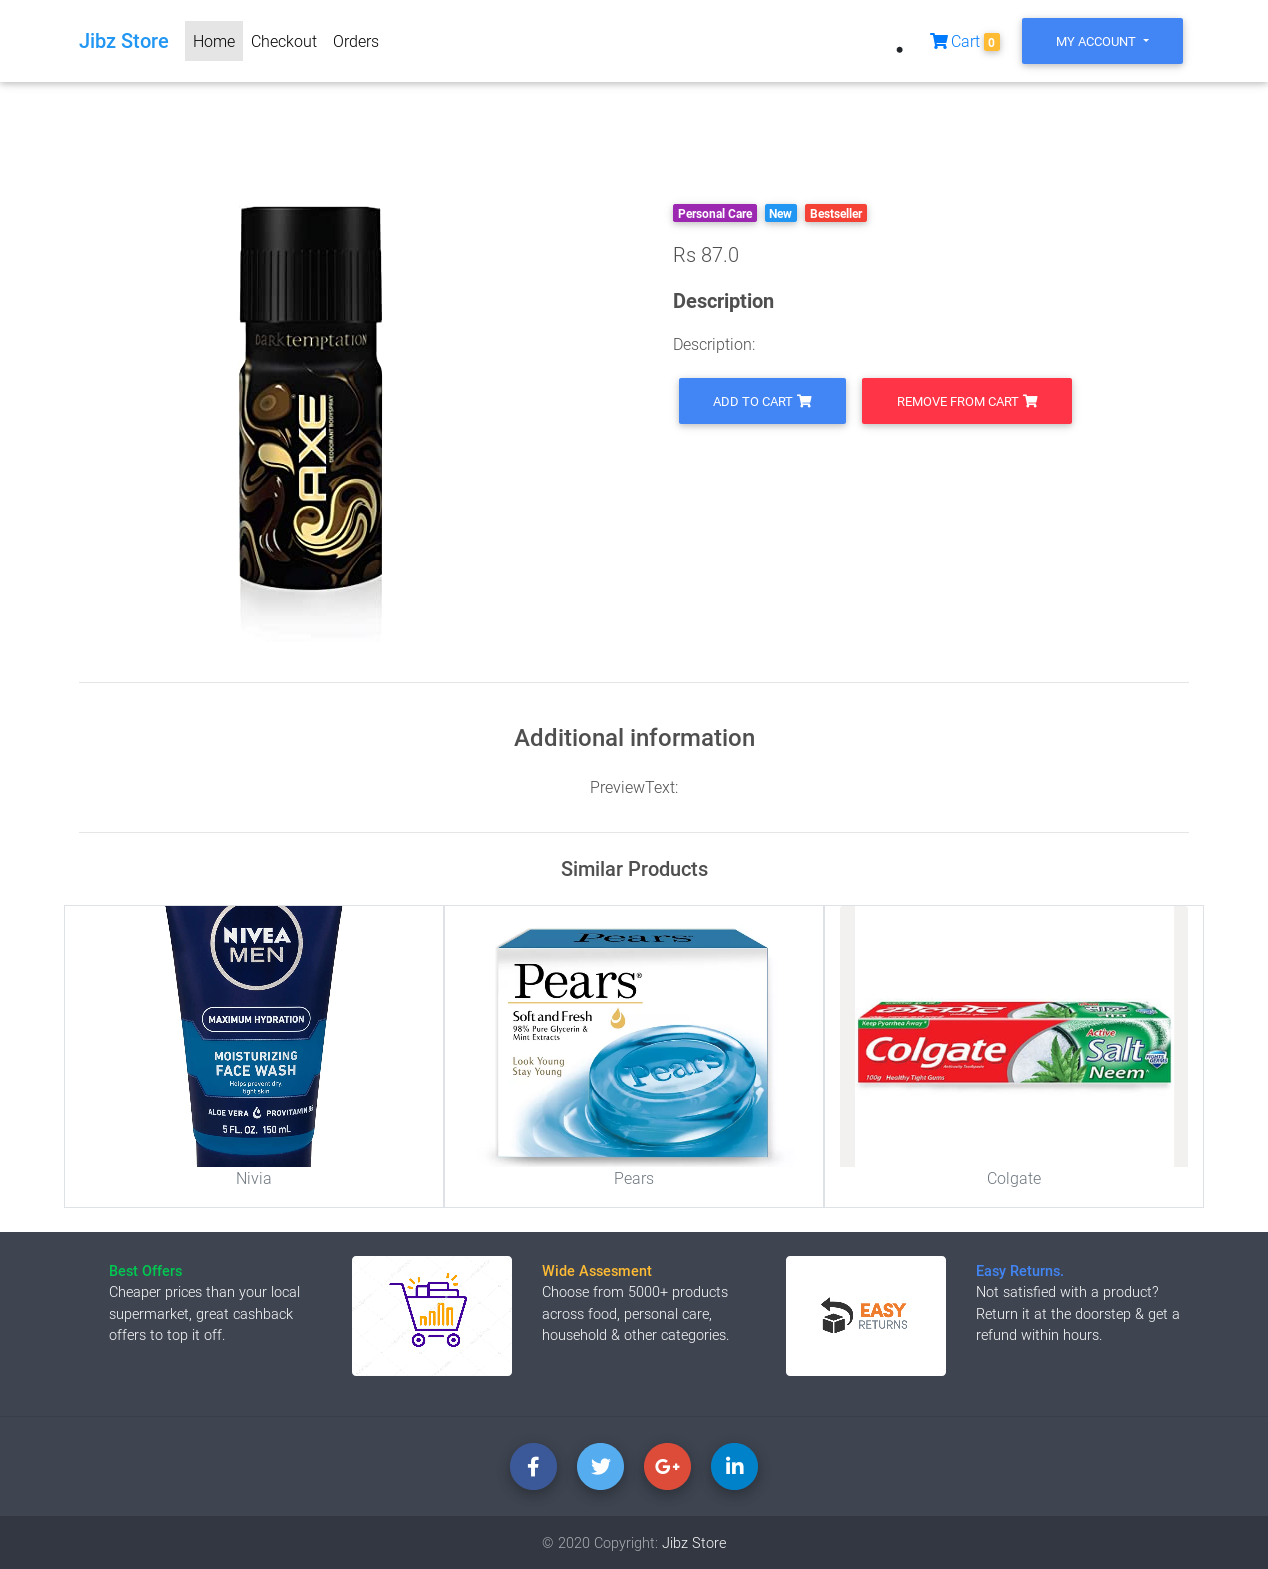 Jibz Store
Home
Checkout
Orders
Cart 0
MY ACCOUNT
Personal Care
New
Bestseller
Rs 87.0
Description
Description:
ADD TO CART
REMOVE FROM CART
darktemptation
AXE
DEODORANT BODYSPRAY
Additional information
PreviewText:
Similar Products
NIVEA
MEN
MAXIMUM HYDRATION
MOISTURIZING
FACE WASH
Helps prevent dry,
tight skin
ALOE VERA
PROVITAMIN B5
5 FL. OZ. 150 mL
Nivia
Pears
Pears®
Soft and Fresh
98% Pure Glycerin &
Mint Extracts
Look Young
Stay Young
Pears
Pears
Keep Pyorrhea Away*
Colgate
Active
Salt
Neem
FIGHTS
GERMS
100g Healthy Tight Gums
Colgate
Best Offers
Cheaper prices than your local
supermarket, great cashback
offers to top it off.
Wide Assesment
Choose from 5000+ products
across food, personal care,
household & other categories.
EASY
RETURNS
Easy Returns.
Not satisfied with a product?
Return it at the doorstep & get a
refund within hours.
© 2020 Copyright: Jibz Store